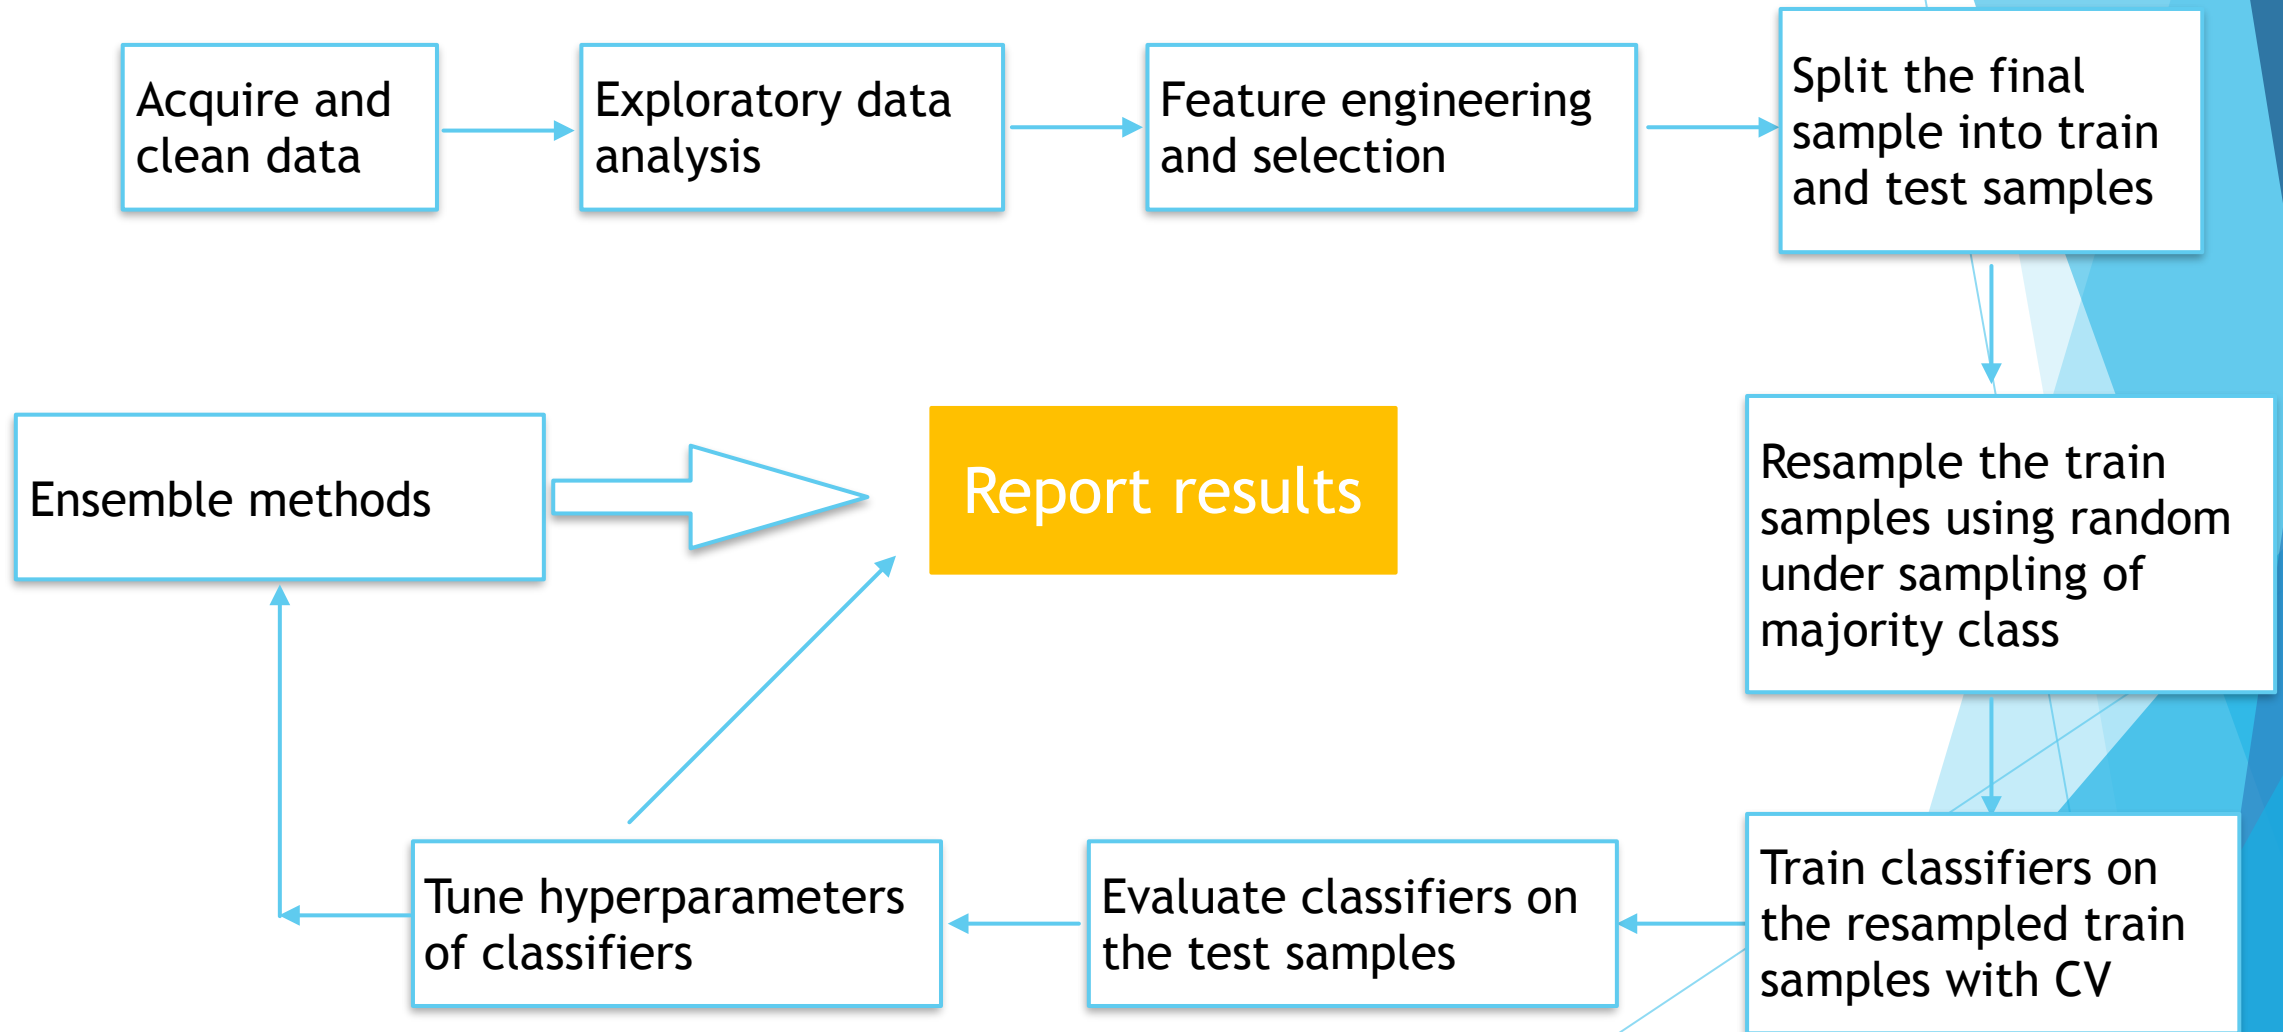 Acquire and
clean data
Exploratory data
analysis
Feature engineering
and selection
Split the final
sample into train
and test samples
Resample the train
samples using random
under sampling of
majority class
Train classifiers on
the resampled train
samples with CV
Evaluate classifiers on
the test samples
Tune hyperparameters
of classifiers
Ensemble methods
Report results